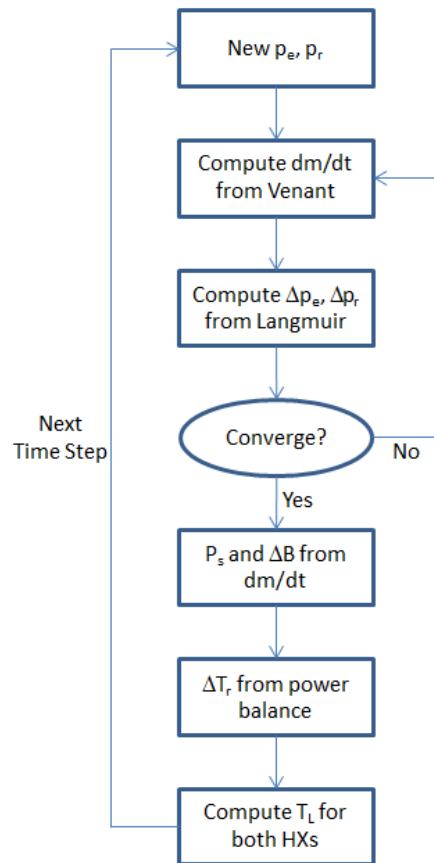 New pₑ, pᵣ
Compute dm/dt
from Venant
Compute Δpₑ, Δpᵣ
from Langmuir
Next
Time Step
Converge?
No
Yes
Pₛ and ΔB from
dm/dt
ΔTᵣ from power
balance
Compute T_L for
both HXs